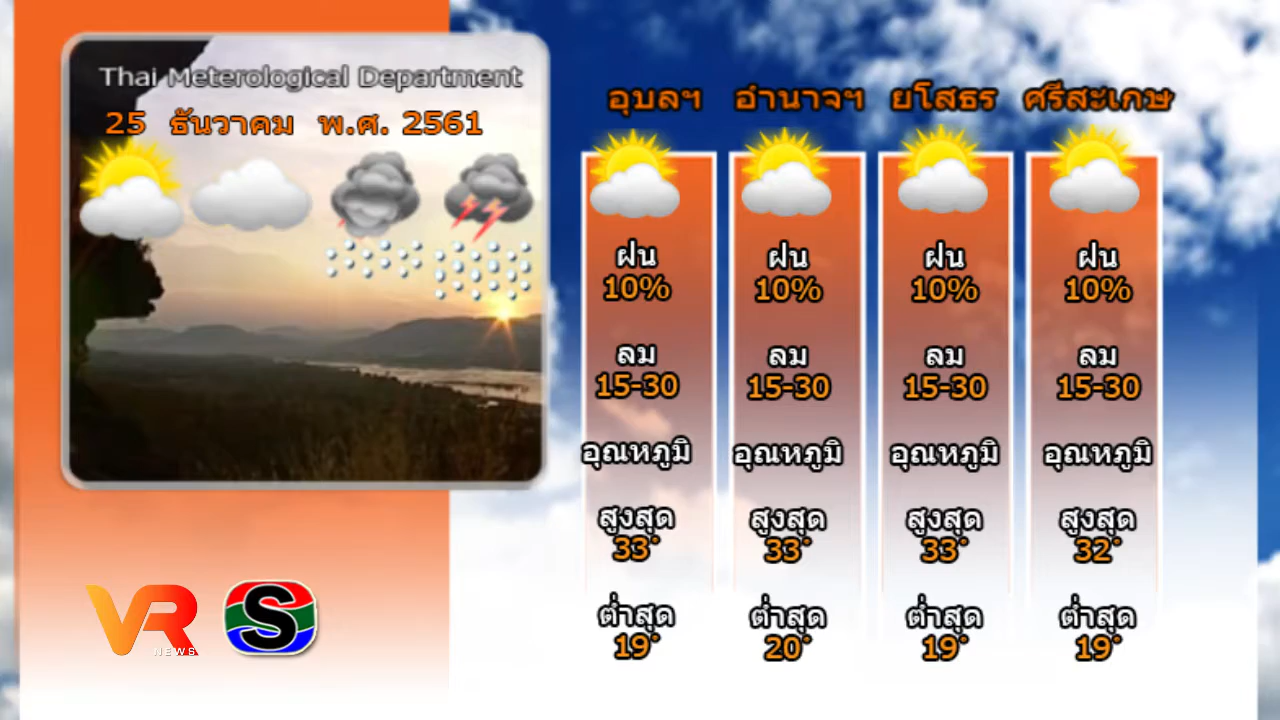 Thai Meterological Department
25 ธันวาคม พ.ศ. 2561
อุบลฯ อำนาจฯ ยโสธร ศรีสะเกษ
ฝน ฝน ฝน ฝน
10% 10% 10% 10%
ลม ลม ลม ลม
15-30 15-30 15-30 15-30
อุณหภูมิ อุณหภูมิ อุณหภูมิ อุณหภูมิ
สูงสุด สูงสุด สูงสุด สูงสุด
33° 33° 33° 32°
ต่ำสุด ต่ำสุด ต่ำสุด ต่ำสุด
19° 20° 19° 19°
VR S
NEWS